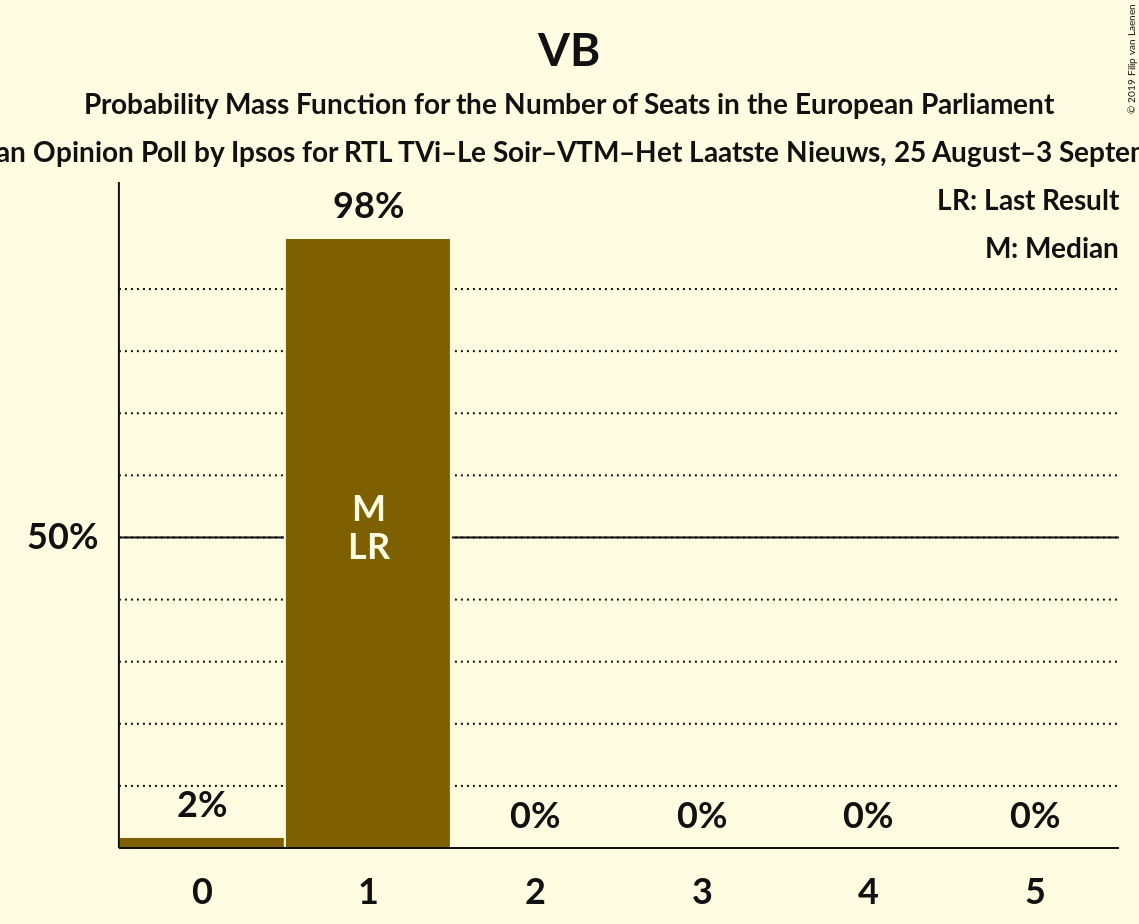 VB
Probability Mass Function for the Number of Seats in the European Parliament
an Opinion Poll by Ipsos for RTL TVi–Le Soir–VTM–Het Laatste Nieuws, 25 August–3
LR: Last Result
M: Median
98%
M
LR
50%
2%
0%
0%
0%
0%
0
1
2
3
4
5
© 2019 Filip van Laenen